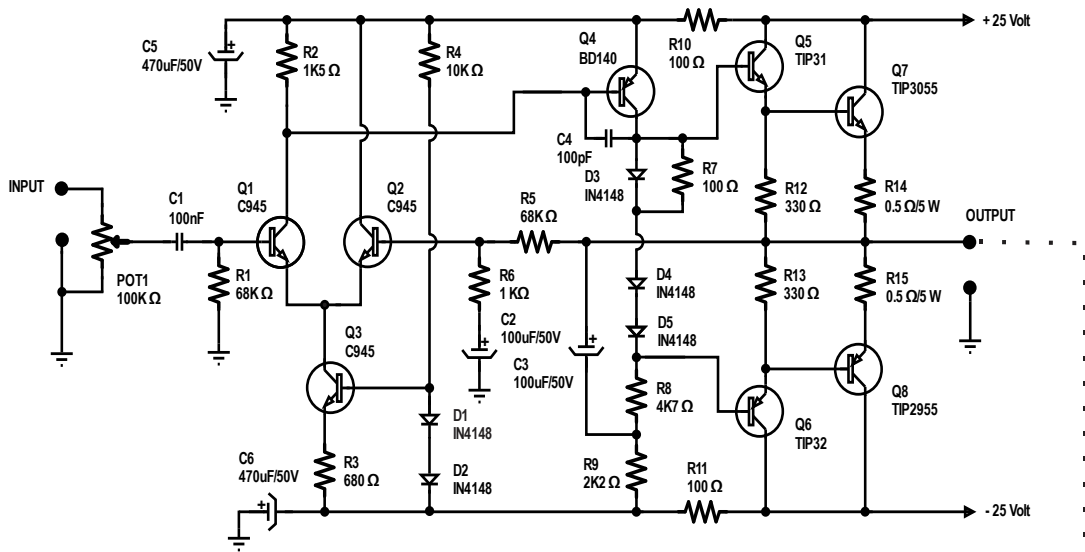 C5
470uF/50V
R2
1K5 Ω
R4
10K Ω
Q4
BD140
R10
100 Ω
Q5
TIP31
+ 25 Volt
Q7
TIP3055
C4
100pF
D3
IN4148
R7
100 Ω
INPUT
C1
100nF
Q1
C945
Q2
C945
R5
68K Ω
R12
330 Ω
R14
0.5 Ω/5 W
OUTPUT
POT1
100K Ω
R1
68K Ω
R6
1 KΩ
D4
IN4148
R13
330 Ω
R15
0.5 Ω/5 W
Q3
C945
C2
100uF/50V
C3
100uF/50V
D5
IN4148
R8
4K7 Ω
Q6
TIP32
Q8
TIP2955
D1
IN4148
C6
470uF/50V
R3
680 Ω
D2
IN4148
R9
2K2 Ω
R11
100 Ω
- 25 Volt